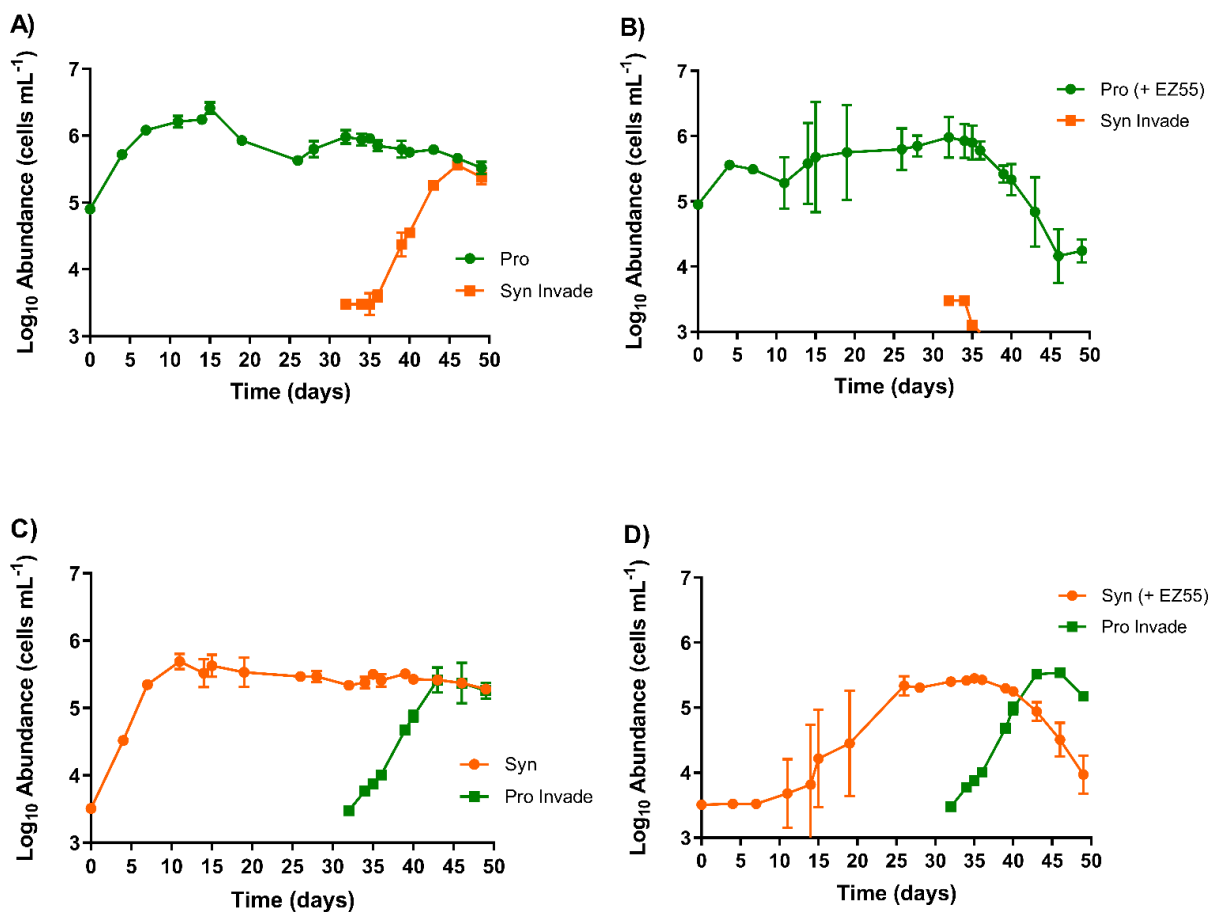 A)
Log₁₀ Abundance (cells mL⁻¹)
7
6
5
4
3
0 5 10 15 20 25 30 35 40 45 50
Time (days)
Pro
Syn Invade
B)
Log₁₀ Abundance (cells mL⁻¹)
7
6
5
4
3
0 5 10 15 20 25 30 35 40 45 50
Time (days)
Pro (+ EZ55)
Syn Invade
C)
Log₁₀ Abundance (cells mL⁻¹)
7
6
5
4
3
0 5 10 15 20 25 30 35 40 45 50
Time (days)
Syn
Pro Invade
D)
Log₁₀ Abundance (cells mL⁻¹)
7
6
5
4
3
0 5 10 15 20 25 30 35 40 45 50
Time (days)
Syn (+ EZ55)
Pro Invade